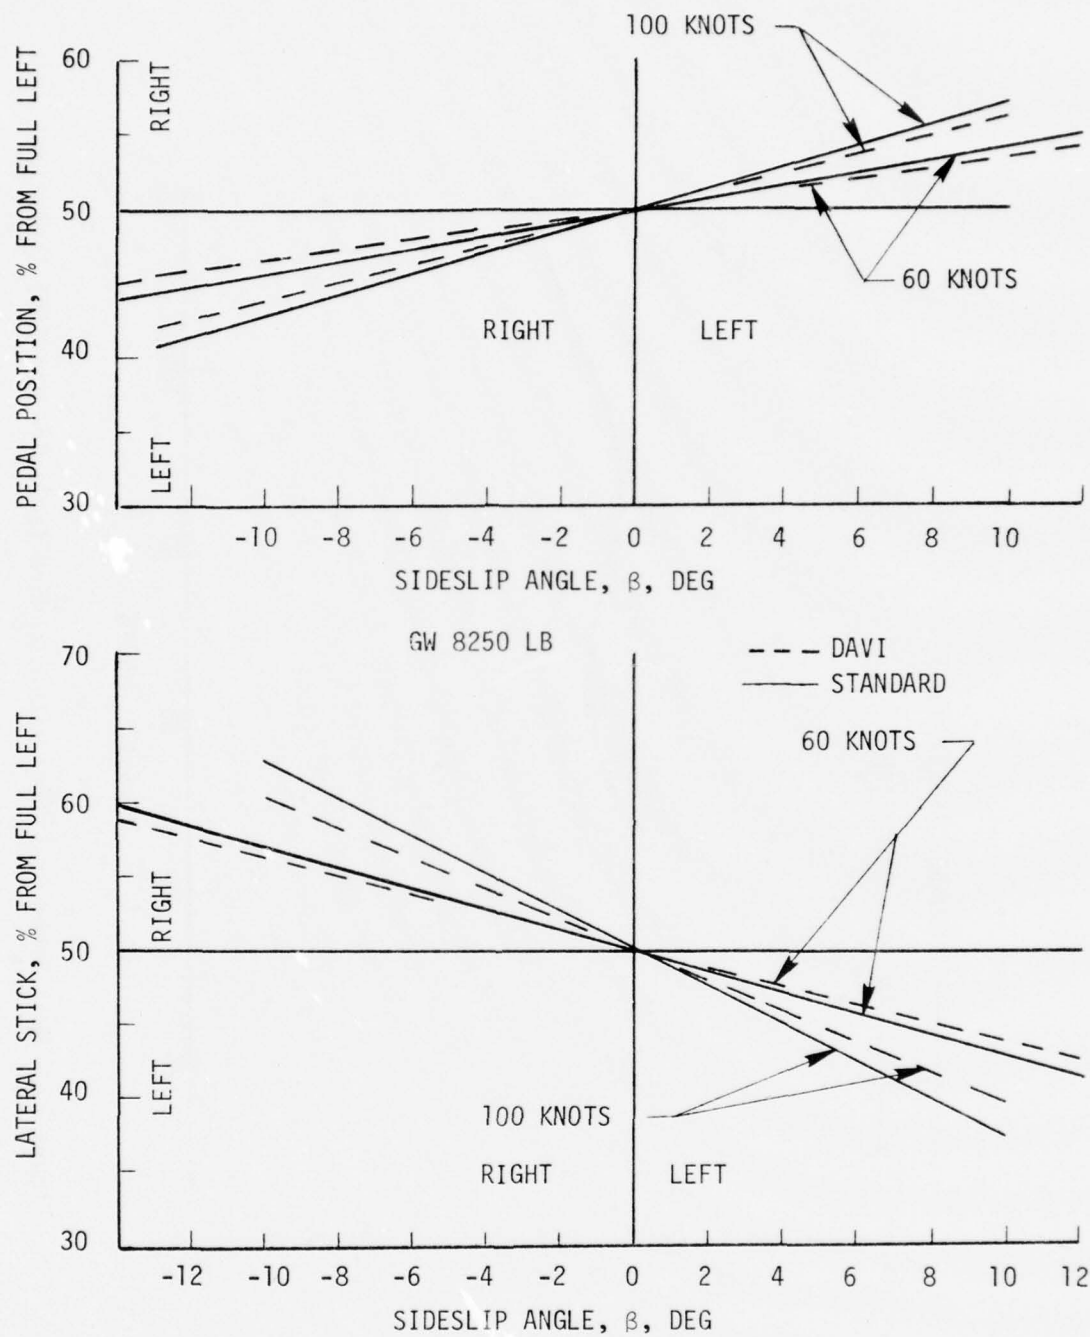 100 KNOTS
PEDAL POSITION, % FROM FULL LEFT
60
50
40
30
RIGHT
LEFT
60 KNOTS
RIGHT
LEFT
-10 -8 -6 -4 -2 0 2 4 6 8 10
SIDESLIP ANGLE, β, DEG
GW 8250 LB
DAVI
STANDARD
60 KNOTS
LATERAL STICK, % FROM FULL LEFT
70
60
50
40
30
RIGHT
LEFT
100 KNOTS
RIGHT
LEFT
-12 -10 -8 -6 -4 -2 0 2 4 6 8 10 12
SIDESLIP ANGLE, β, DEG